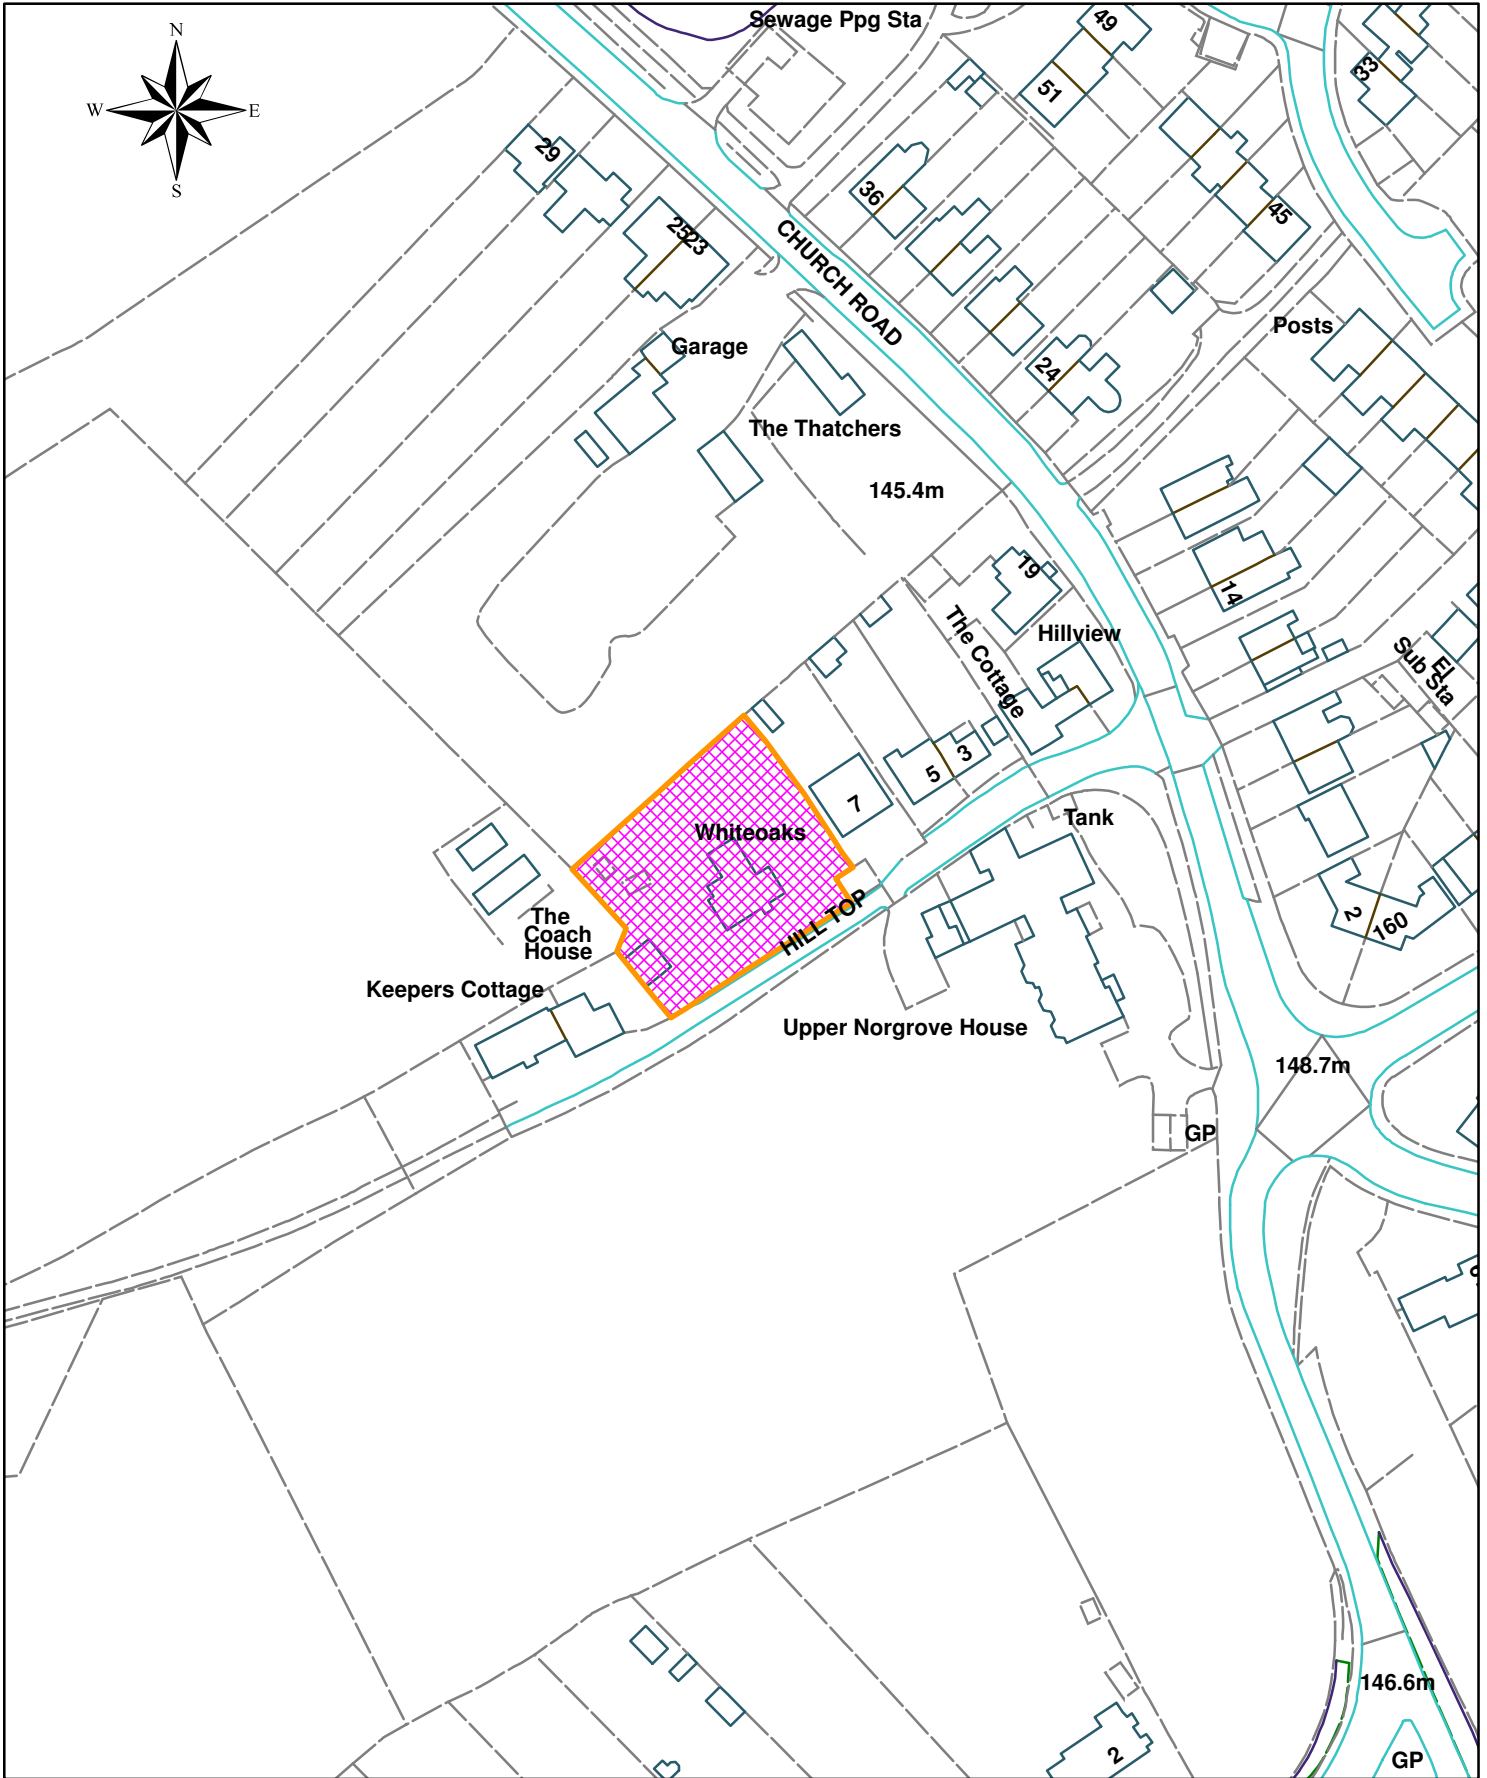 Sewage Ppg Sta
49
N
W
E
S
33
51
29
36
45
25
23
CHURCH ROAD
Posts
Garage
24
The Thatchers
145.4m
19
14
The Cottage
Hillview
El
Sub Sta
5
3
7
Tank
Whiteoaks
HILL TOP
The
Coach
House
2
160
Keepers Cottage
Upper Norgrove House
148.7m
GP
146.6m
2
GP